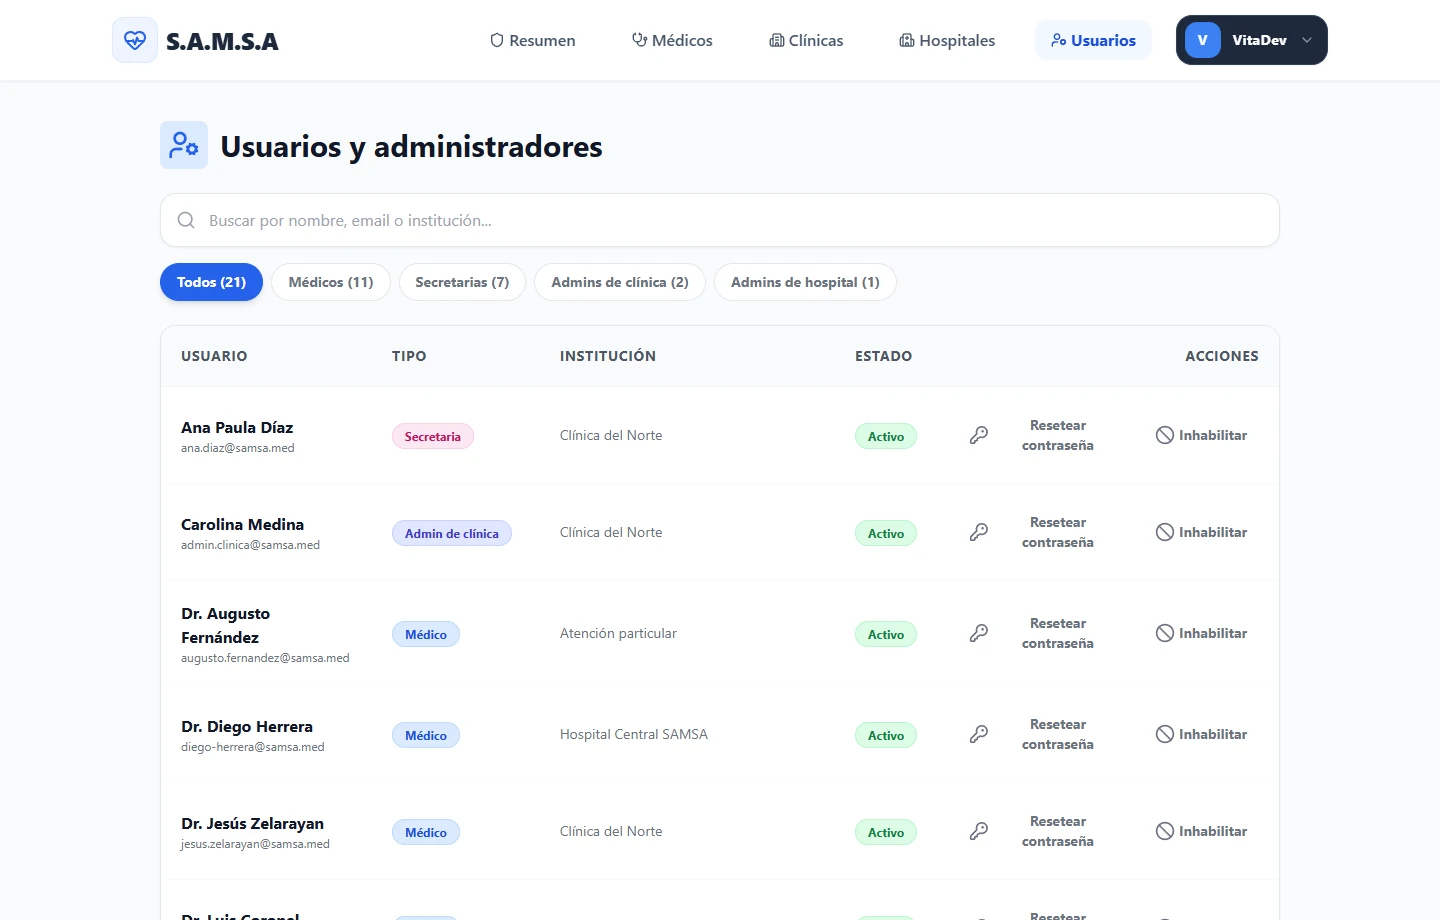 S.A.M.S.A
Resumen
Médicos
Clínicas
Hospitales
Usuarios
V
VitaDev
Usuarios y administradores
Buscar por nombre, email o institución...
Todos (21)
Médicos (11)
Secretarias (7)
Admins de clínica (2)
Admins de hospital (1)
USUARIO
TIPO
INSTITUCIÓN
ESTADO
ACCIONES
Ana Paula Díaz
ana.diaz@samsa.med
Secretaria
Clínica del Norte
Activo
Resetear
contraseña
Inhabilitar
Carolina Medina
admin.clinica@samsa.med
Admin de clínica
Clínica del Norte
Activo
Resetear
contraseña
Inhabilitar
Dr. Augusto
Fernández
augusto.fernandez@samsa.med
Médico
Atención particular
Activo
Resetear
contraseña
Inhabilitar
Dr. Diego Herrera
diego-herrera@samsa.med
Médico
Hospital Central SAMSA
Activo
Resetear
contraseña
Inhabilitar
Dr. Jesús Zelarayan
jesus.zelarayan@samsa.med
Médico
Clínica del Norte
Activo
Resetear
contraseña
Inhabilitar
Dr. Luis Coronel
Resetear